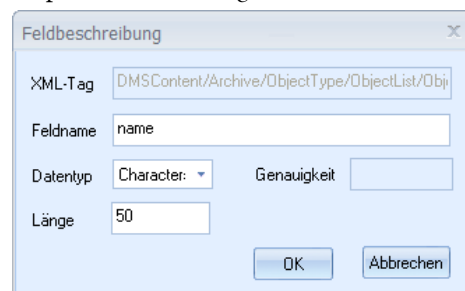 Feldbeschreibung
XML-Tag DMSContent/Archive/ObjectType/ObjectList/Obj
Feldname name
Datentyp Character: Genauigkeit
Länge 50
OK Abbrechen